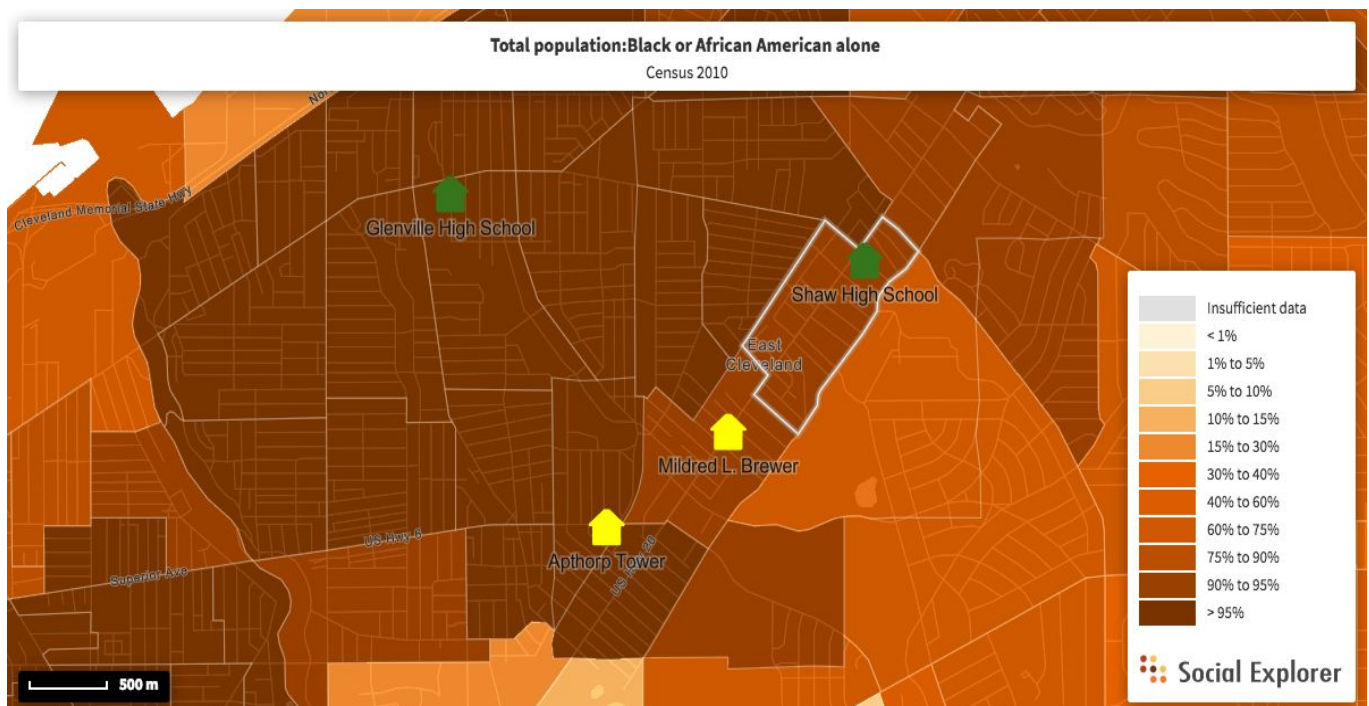 Total population:Black or African American alone
Census 2010
Cleveland Memorial State Hwy
Glenville High School
Shaw High School
East
Cleveland
Mildred L. Brewer
US Hwy 6
Apthorp Tower
Superior Ave
Insufficient data
< 1%
1% to 5%
5% to 10%
10% to 15%
15% to 30%
30% to 40%
40% to 60%
60% to 75%
75% to 90%
90% to 95%
> 95%
500 m
Social Explorer